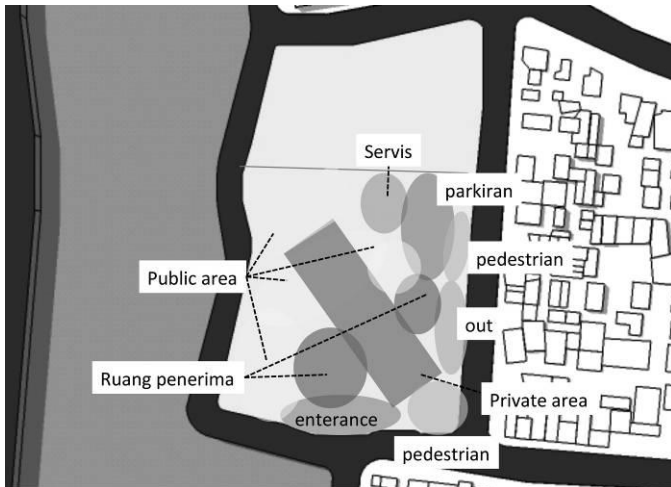 Servis
parkiran
Public area
pedestrian
out
Ruang penerima
Private area
enterance
pedestrian